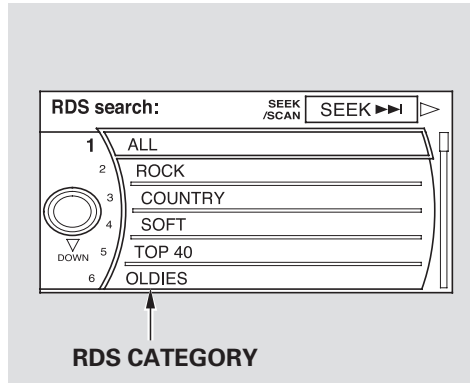 RDS search:
SEEK
/SCAN
SEEK
1 ALL
2 ROCK
3 COUNTRY
4 SOFT
5 TOP 40
6 OLDIES
DOWN
RDS CATEGORY